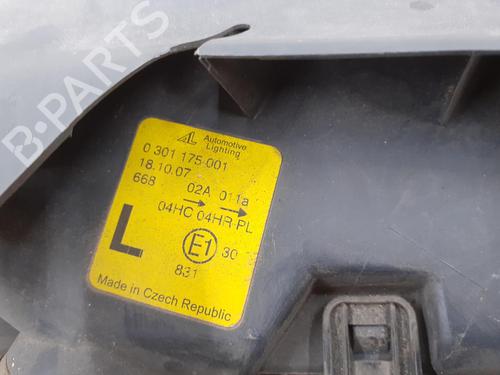 B-PARTS
AL Automotive
Lighting
0 301 175 001
18.10.07
668
02A 011a
04HC 04HR PL
L
E1 30
831
Made in Czech Republic